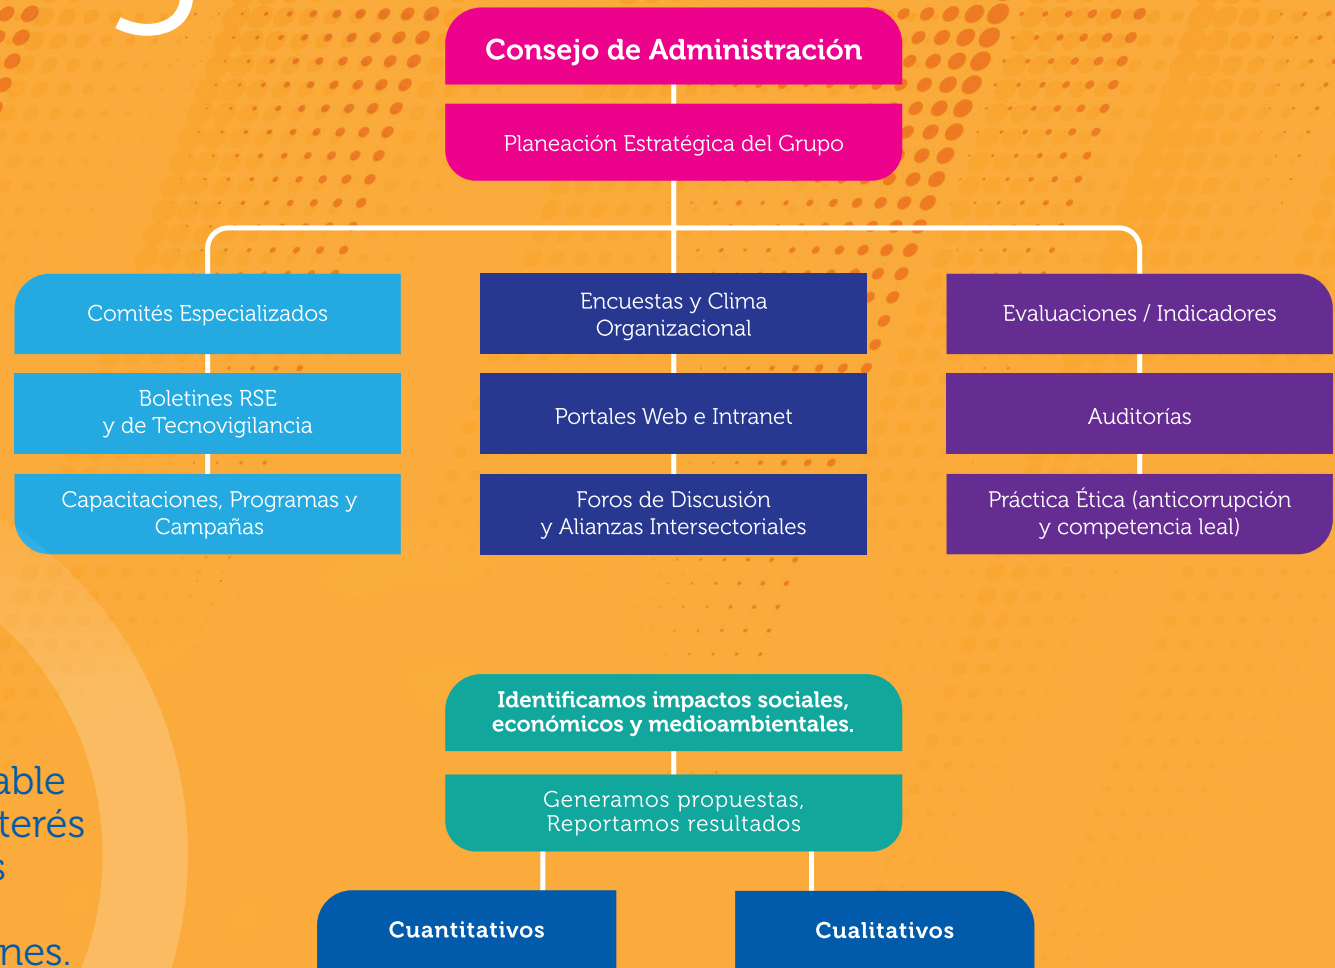 Consejo de Administración
Planeación Estratégica del Grupo
Comités Especializados
Boletines RSE
y de Tecnovigilancia
Capacitaciones, Programas y
Campañas
Encuestas y Clima
Organizacional
Portales Web e Intranet
Foros de Discusión
y Alianzas Intersectoriales
Evaluaciones / Indicadores
Auditorías
Práctica Ética (anticorrupción
y competencia leal)
Identificamos impactos sociales,
económicos y medioambientales.
Generamos propuestas,
Reportamos resultados
Cuantitativos
Cualitativos